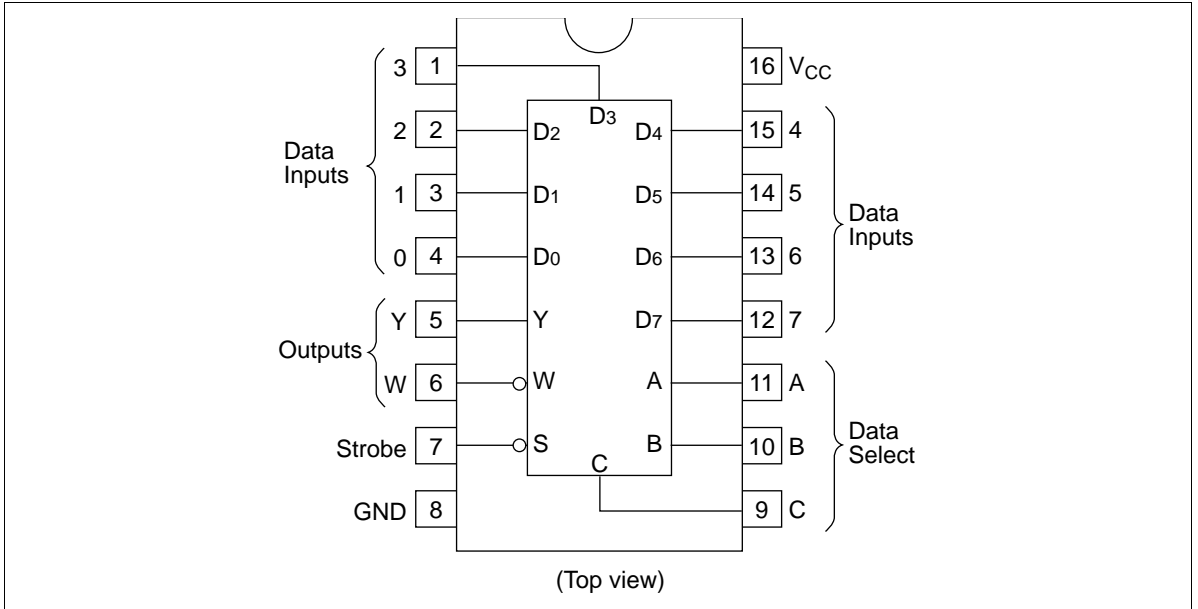 3 1
16 VCC
D3
2 2 D2
D4 15 4
Data
Inputs
1 3 D1
D5 14 5
Data
Inputs
0 4 D0
D6 13 6
Y 5 Y
D7 12 7
Outputs
W 6 W
A 11 A
Strobe 7 S
B 10 B
Data
Select
C
GND 8
9 C
(Top view)